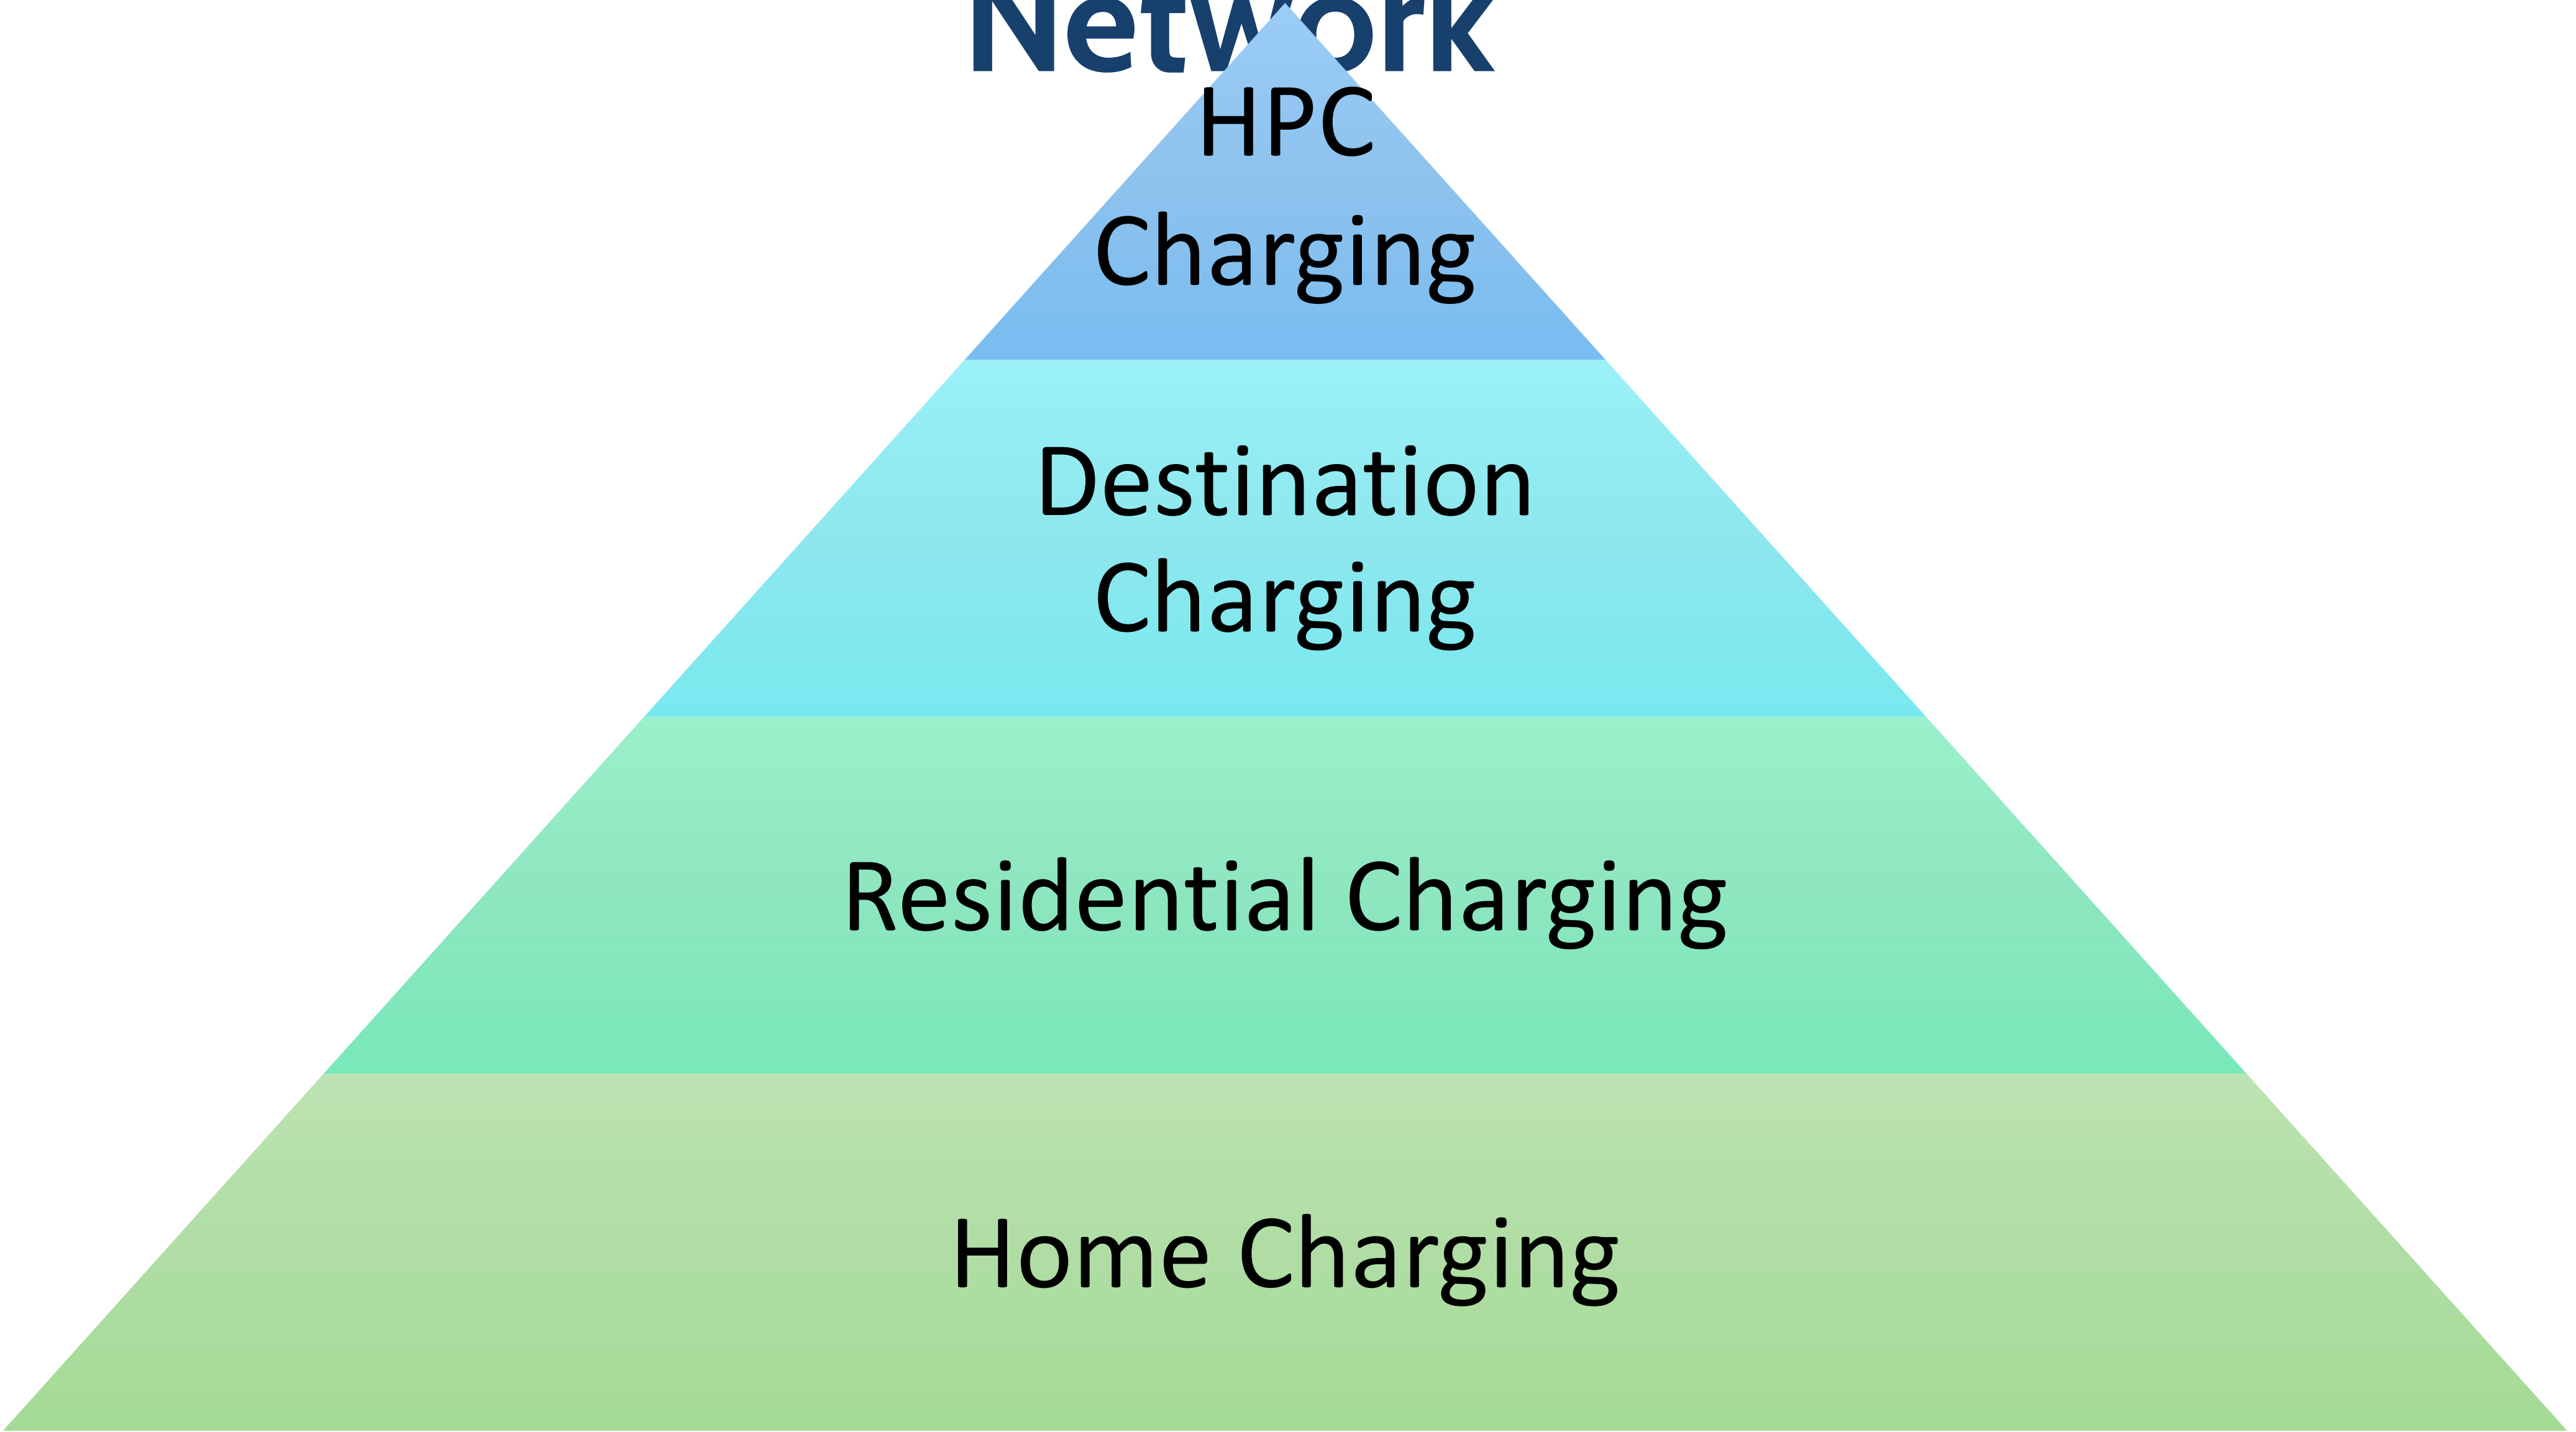 Network
HPC
Charging
Destination
Charging
Residential Charging
Home Charging